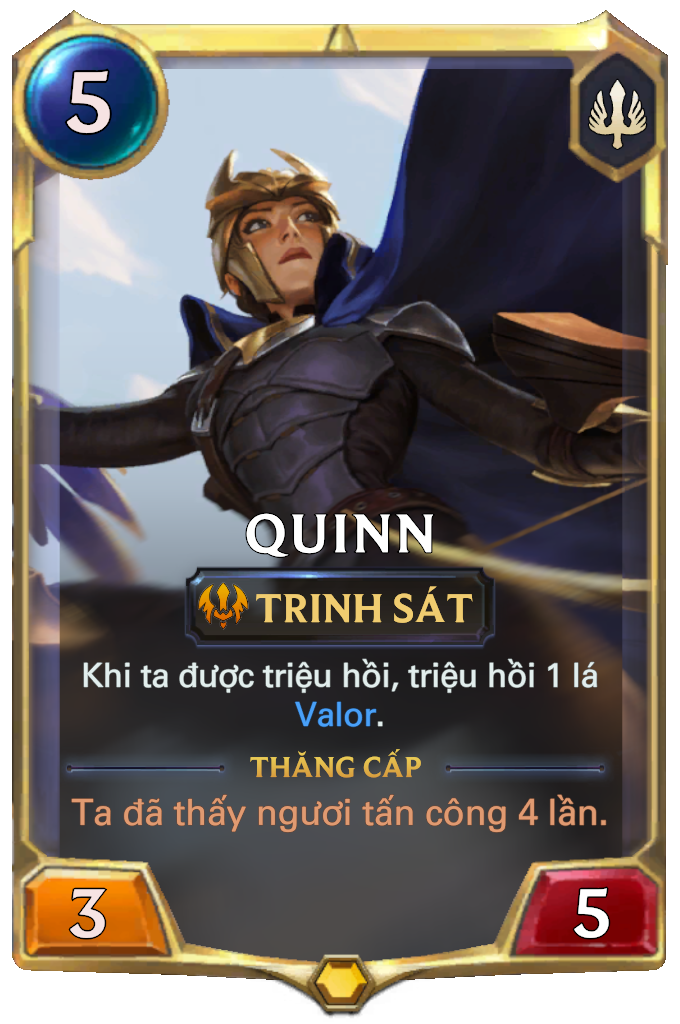 5
QUINN
TRINH SÁT
Khi ta được triệu hồi, triệu hồi 1 lá
Valor.
THĂNG CẤP
Ta đã thấy ngươi tấn công 4 lần.
3
5